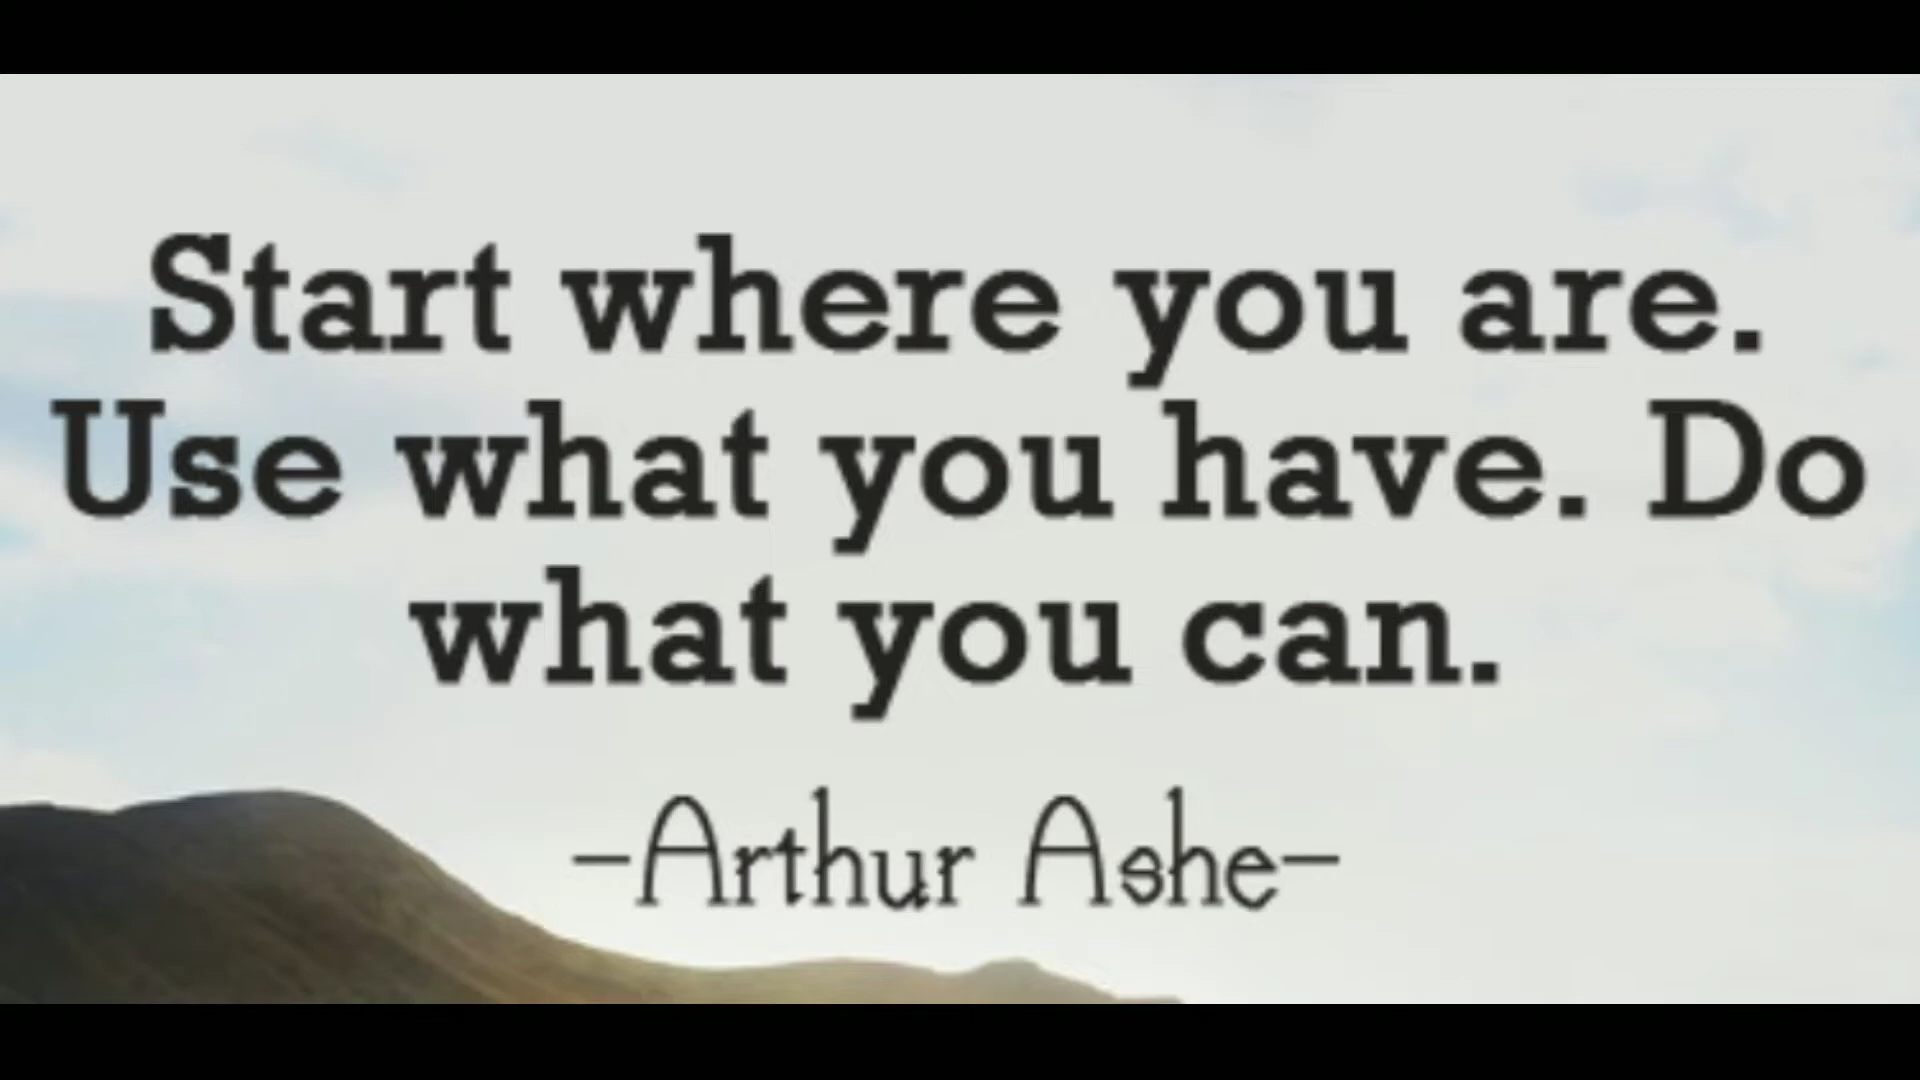 Start where you are.
Use what you have. Do
what you can.
-Arthur Ashe-